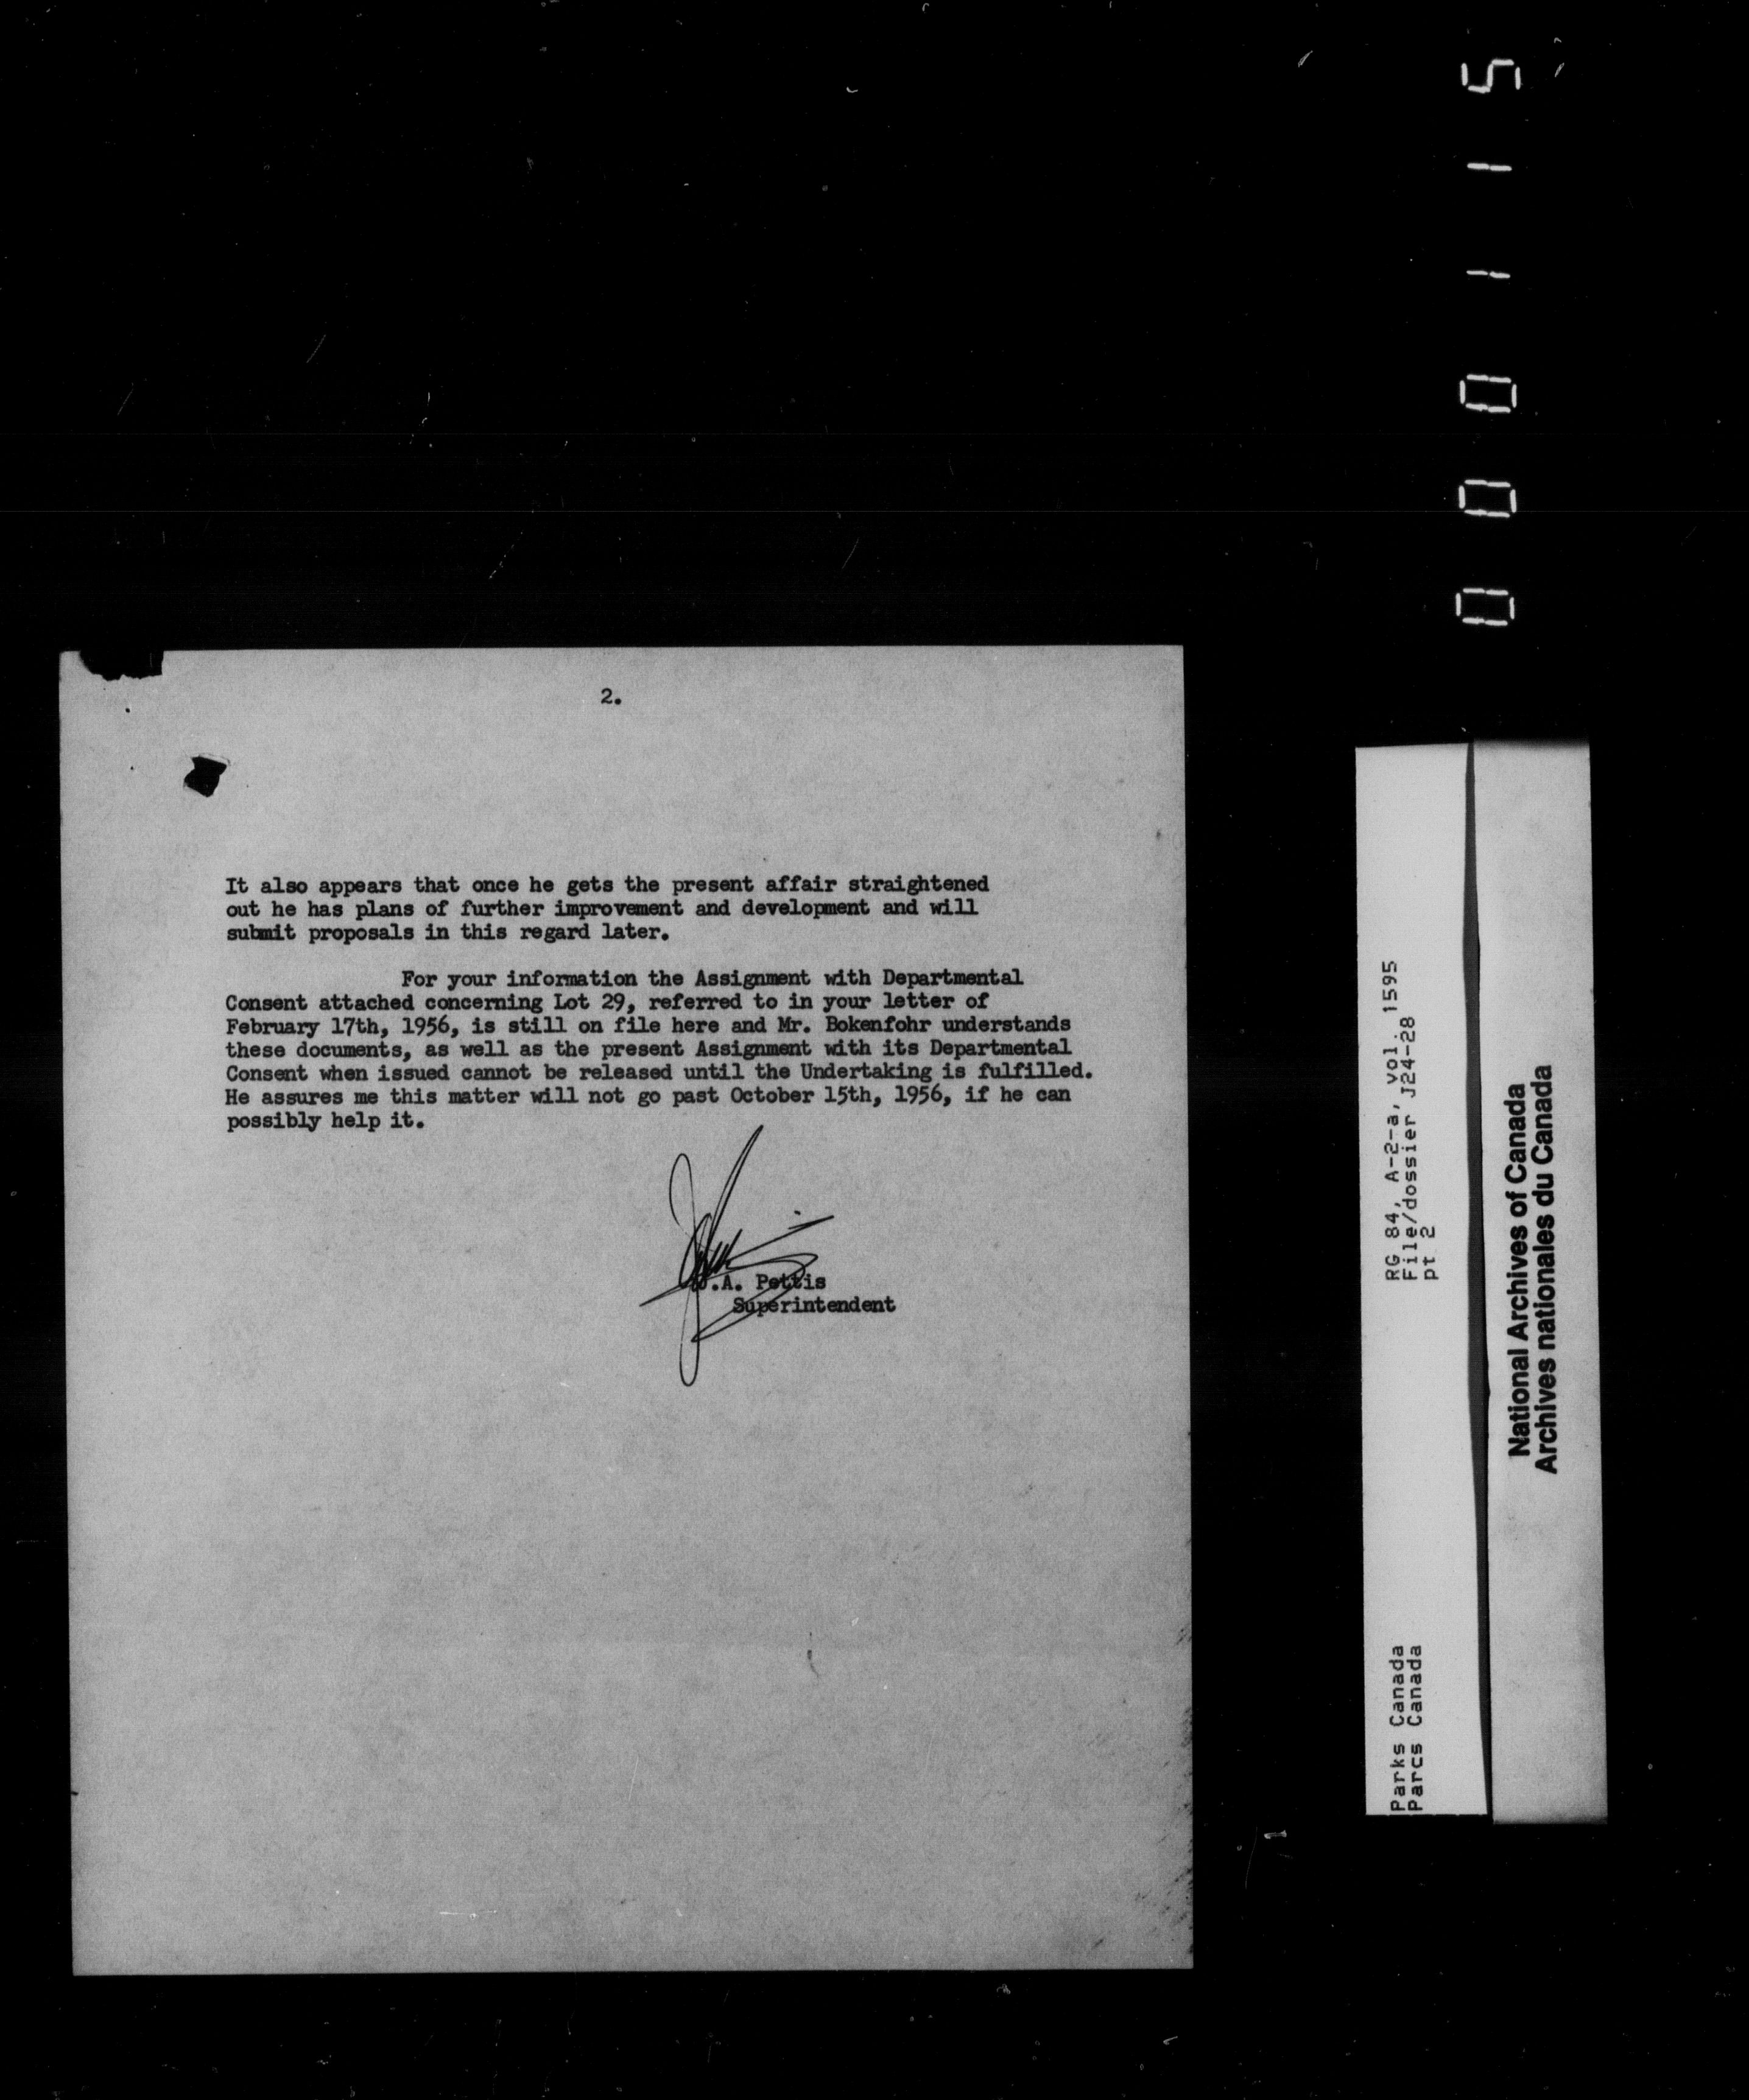 2.
It also appears that once he gets the present affair straightened
out he has plans of further improvement and development and will
submit proposals in this regard later.
For your information the Assignment with Departmental
Consent attached concerning Lot 29, referred to in your letter of
February 17th, 1956, is still on file here and Mr. Bokenfohr understands
these documents, as well as the present Assignment with its Departmental
Consent when issued cannot be released until the Undertaking is fulfilled.
He assures me this matter will not go past October 15th, 1956, if he can
possibly help it.
.A. Pettis
Superintendent
000115
RG 84, A-2-a, vol. 1595
File/dossier J24-28
pt 2
Parks Canada
Parcs Canada
National Archives of Canada
Archives nationales du Canada